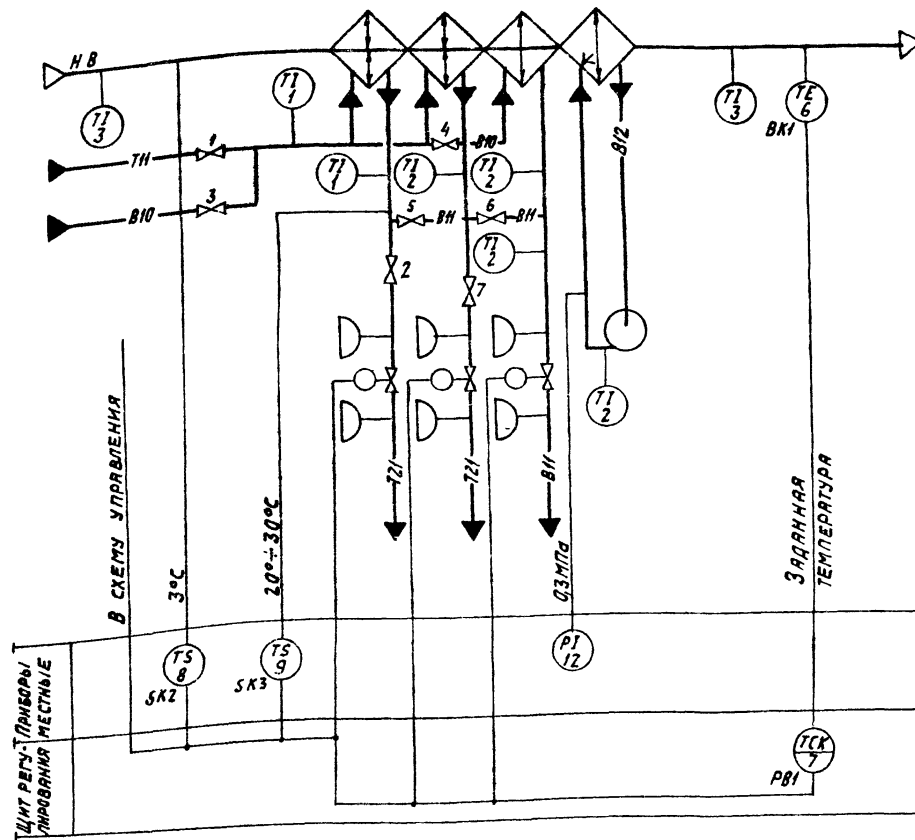 НВ
TI 3
TI 1
TI 3
TE 6
ВК1
В12
Т11
1
4
В10
В10
3
TI 1
TI 2
TI 2
5
В11
6
В11
TI 2
2
7
TI 2
Т21
Т21
В11
В СХЕМУ УПРАВЛЕНИЯ
3°С
20°÷30°С
0,3МПа
ЗАДАННАЯ ТЕМПЕРАТУРА
ПРИБОРЫ МЕСТНЫЕ
TS 8
SK2
TS 9
SK3
PI 12
ЩИТ РЕГУ-
ЛИРОВАНИЯ
ТСК 7
РВ1